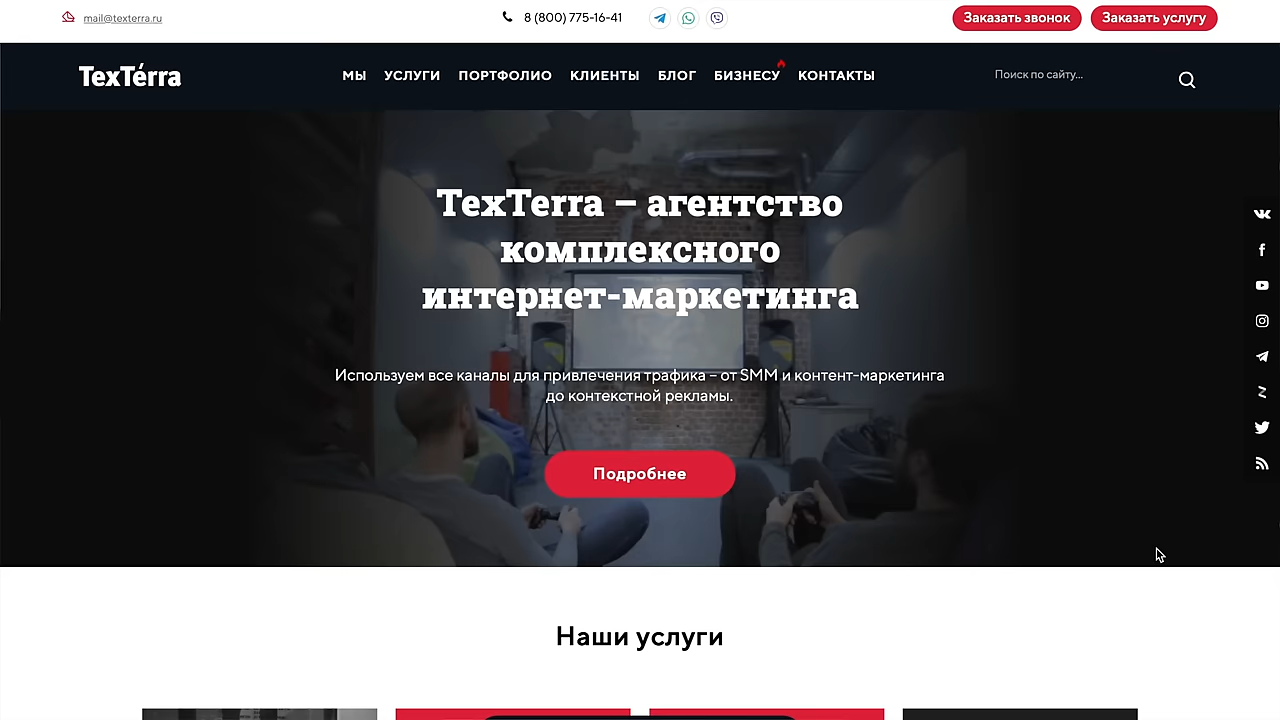 mail@texterra.ru
8 (800) 775-16-41
Заказать звонок
Заказать услугу
TexTérra
МЫ УСЛУГИ ПОРТФОЛИО КЛИЕНТЫ БЛОГ БИЗНЕСУ КОНТАКТЫ
Поиск по сайту...
TexTerra – агентство
комплексного
интернет-маркетинга
Используем все каналы для привлечения трафика – от SMM и контент-маркетинга
до контекстной рекламы.
Подробнее
Наши услуги